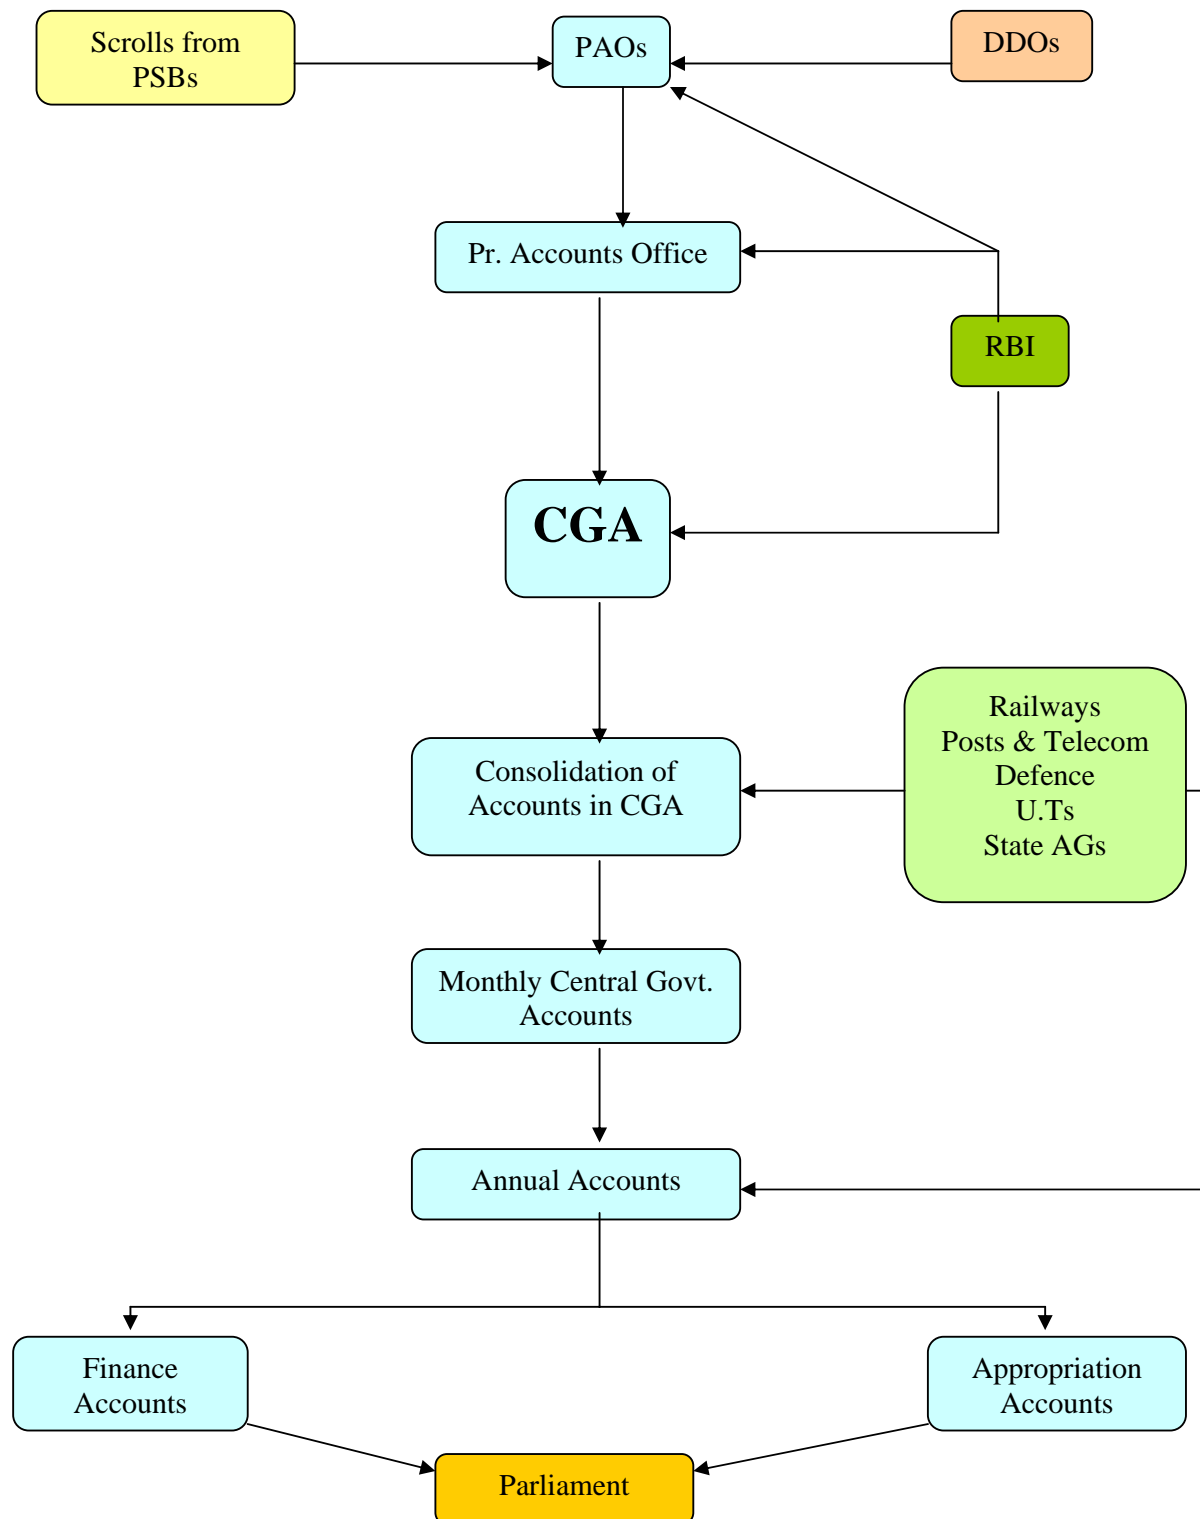 Scrolls from
PSBs
PAOs
DDOs
Pr. Accounts Office
RBI
CGA
Railways
Posts & Telecom
Defence
U.Ts
State AGs
Consolidation of
Accounts in CGA
Monthly Central Govt.
Accounts
Annual Accounts
Finance
Accounts
Appropriation
Accounts
Parliament